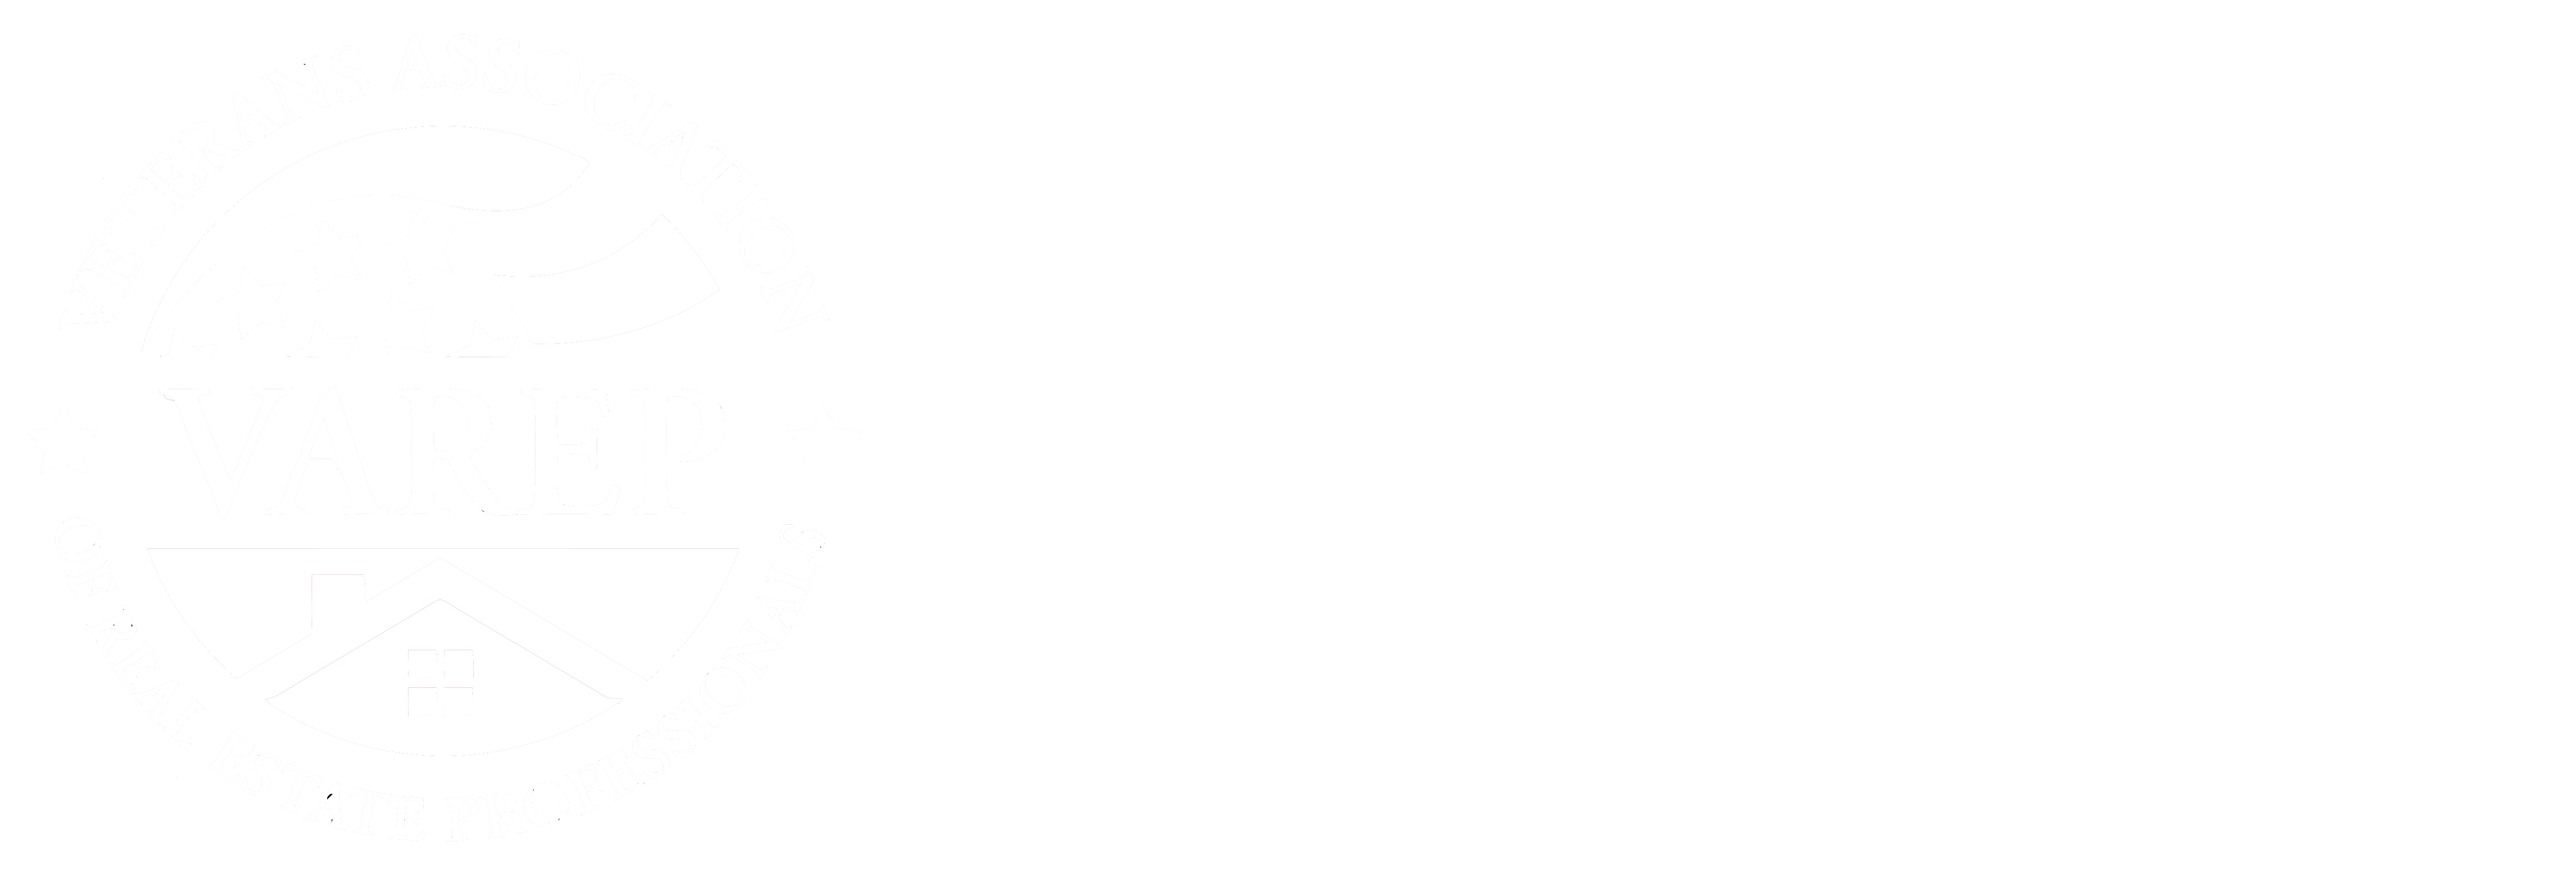 VETERANS ASSOCIATION
VAREP
OF REAL ESTATE PROFESSIONALS